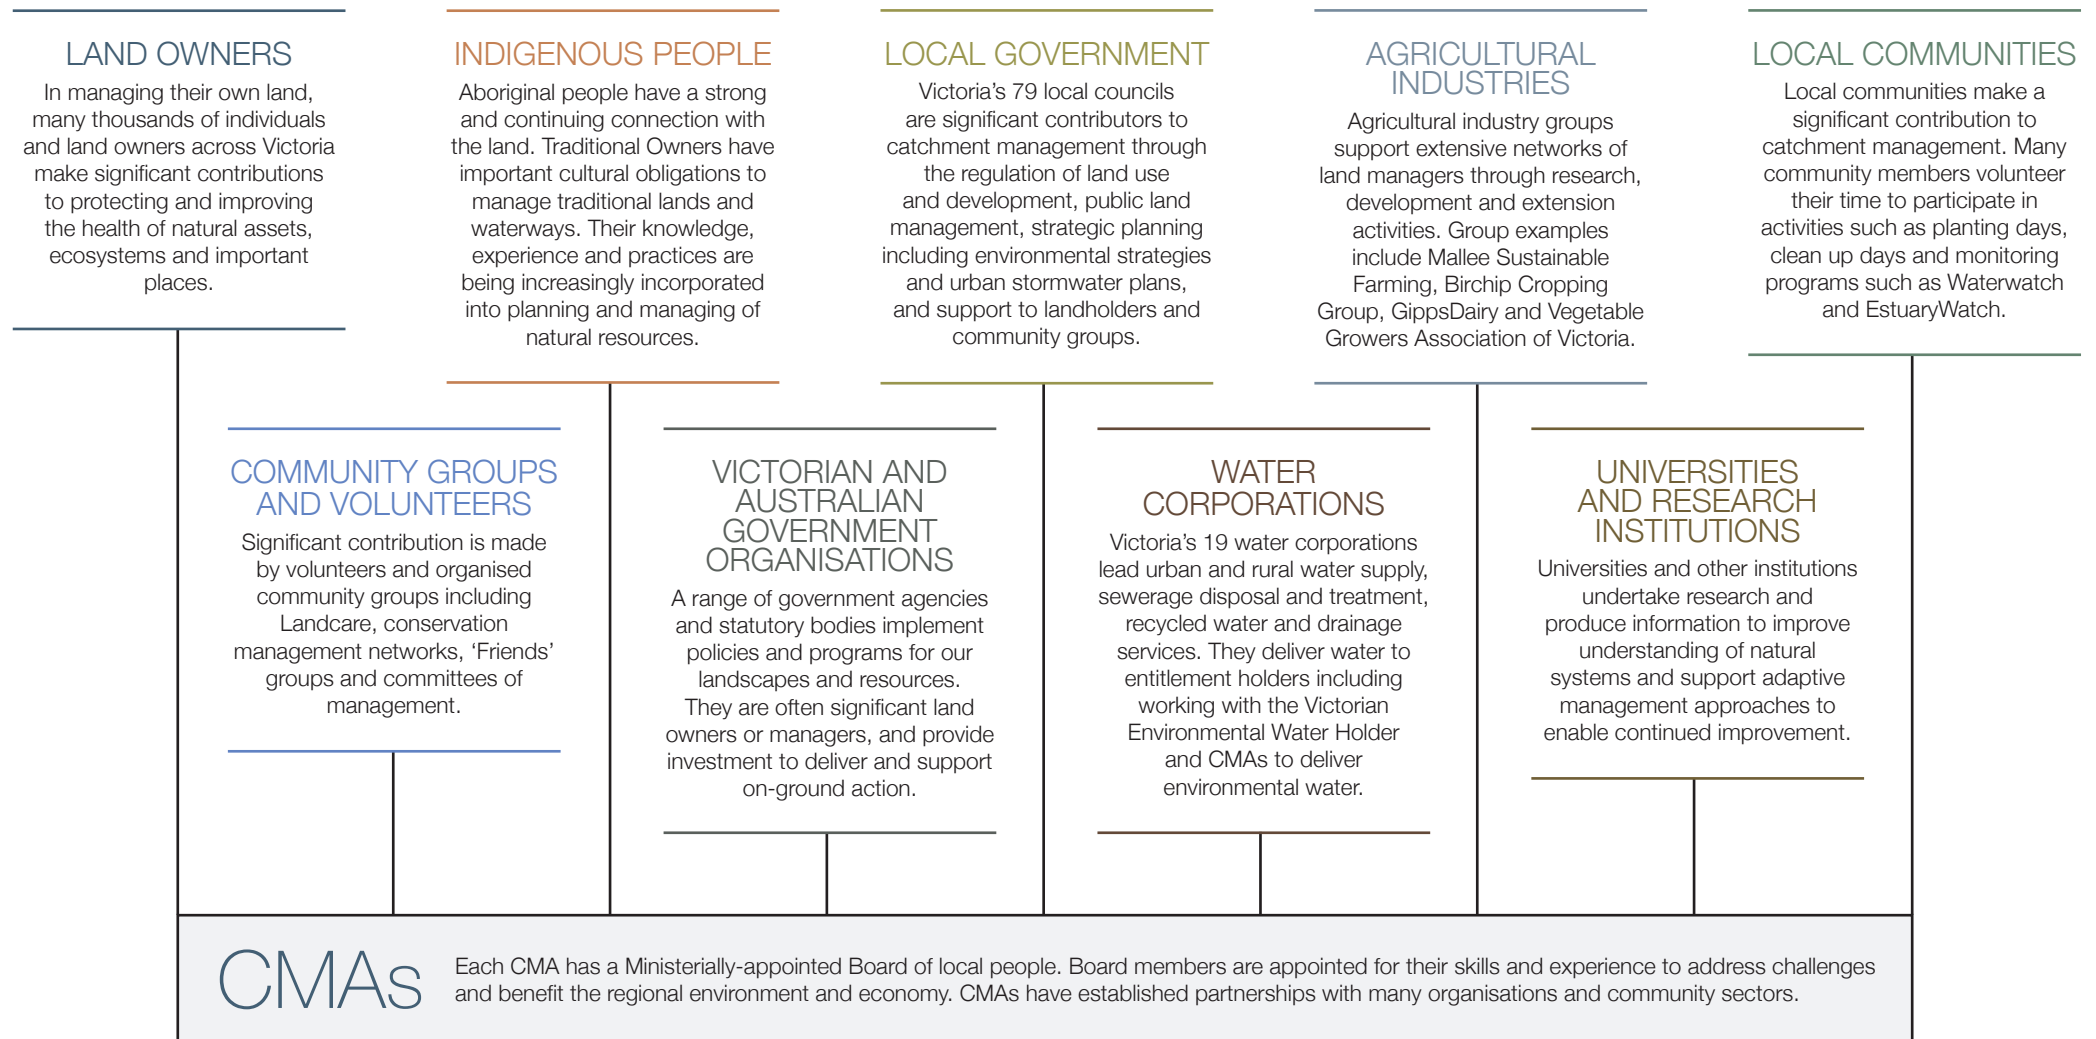 LAND OWNERS
In managing their own land,
many thousands of individuals
and land owners across Victoria
make significant contributions
to protecting and improving
the health of natural assets,
ecosystems and important
places.
INDIGENOUS PEOPLE
Aboriginal people have a strong
and continuing connection with
the land. Traditional Owners have
important cultural obligations to
manage traditional lands and
waterways. Their knowledge,
experience and practices are
being increasingly incorporated
into planning and managing of
natural resources.
LOCAL GOVERNMENT
Victoria’s 79 local councils
are significant contributors to
catchment management through
the regulation of land use
and development, public land
management, strategic planning
including environmental strategies
and urban stormwater plans,
and support to landholders and
community groups.
AGRICULTURAL
INDUSTRIES
Agricultural industry groups
support extensive networks of
land managers through research,
development and extension
activities. Group examples
include Mallee Sustainable
Farming, Birchip Cropping
Group, GippsDairy and Vegetable
Growers Association of Victoria.
LOCAL COMMUNITIES
Local communities make a
significant contribution to
catchment management. Many
community members volunteer
their time to participate in
activities such as planting days,
clean up days and monitoring
programs such as Waterwatch
and EstuaryWatch.
COMMUNITY GROUPS
AND VOLUNTEERS
Significant contribution is made
by volunteers and organised
community groups including
Landcare, conservation
management networks, ‘Friends’
groups and committees of
management.
VICTORIAN AND
AUSTRALIAN
GOVERNMENT
ORGANISATIONS
A range of government agencies
and statutory bodies implement
policies and programs for our
landscapes and resources.
They are often significant land
owners or managers, and provide
investment to deliver and support
on-ground action.
WATER
CORPORATIONS
Victoria’s 19 water corporations
lead urban and rural water supply,
sewerage disposal and treatment,
recycled water and drainage
services. They deliver water to
entitlement holders including
working with the Victorian
Environmental Water Holder
and CMAs to deliver
environmental water.
UNIVERSITIES
AND RESEARCH
INSTITUTIONS
Universities and other institutions
undertake research and
produce information to improve
understanding of natural
systems and support adaptive
management approaches to
enable continued improvement.
CMAs
Each CMA has a Ministerially-appointed Board of local people. Board members are appointed for their skills and experience to address challenges
and benefit the regional environment and economy. CMAs have established partnerships with many organisations and community sectors.